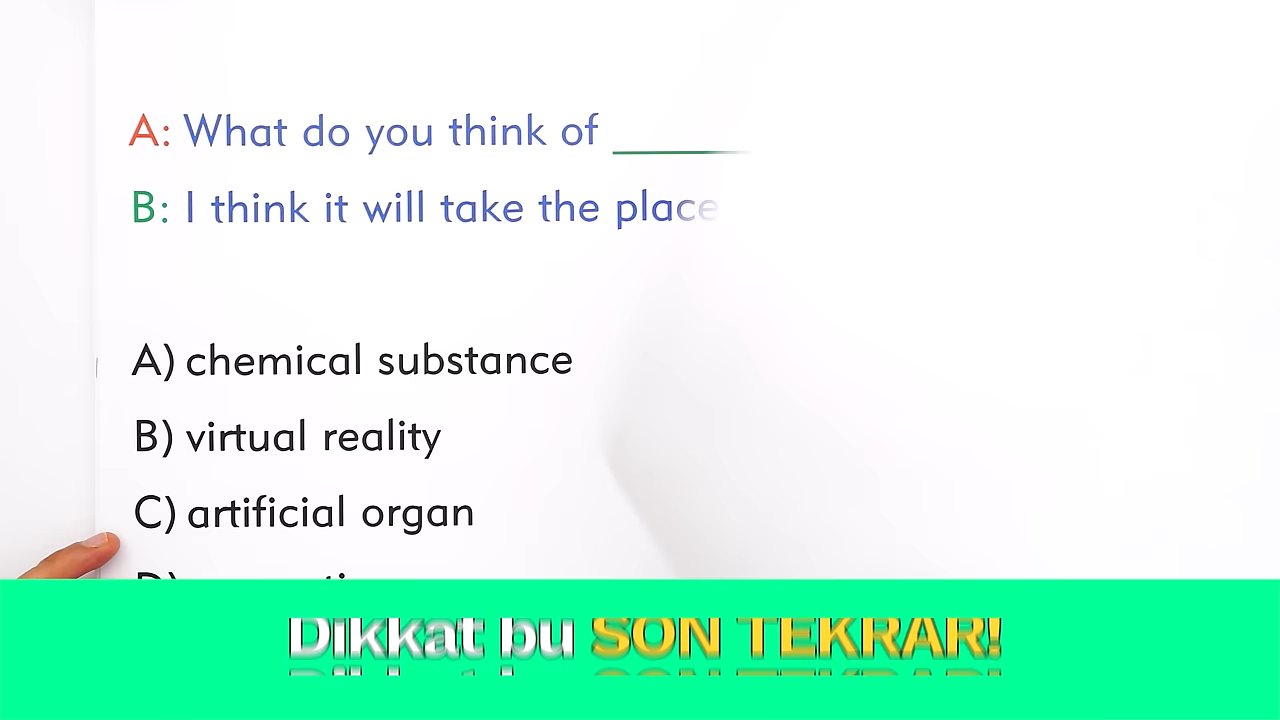 A: What do you think of
B: I think it will take the place
A) chemical substance
B) virtual reality
C) artificial organ
Dikkat bu SON TEKRAR!